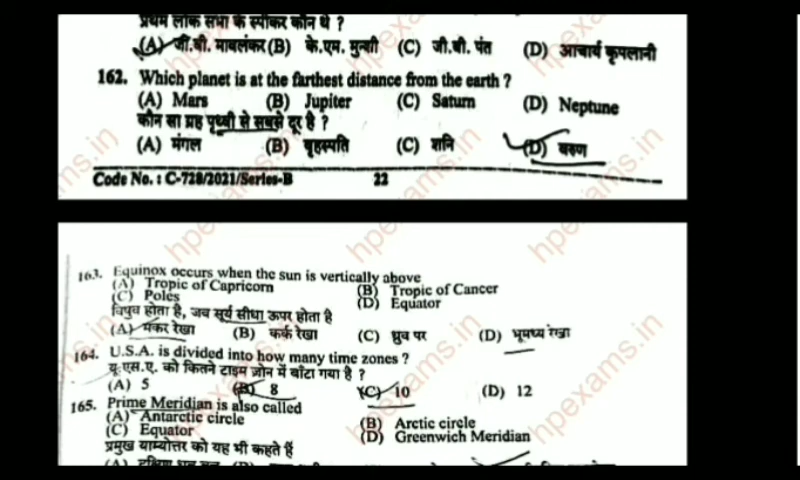 प्रथम लोक सभा के स्पीकर कौन थे ?
(A) जी.बी. मावलंकर (B) के.एम. मुन्शी (C) जी.बी. पंत (D) आचार्य कृपलानी
162. Which planet is at the farthest distance from the earth ?
(A) Mars (B) Jupiter (C) Saturn (D) Neptune
कौन सा ग्रह पृथ्वी से सबसे दूर है ?
(A) मंगल (B) बृहस्पति (C) शनि (D) वरुण
Code No. : C-728/2021/Series-B 22
163. Equinox occurs when the sun is vertically above
(A) Tropic of Capricorn (B) Tropic of Cancer
(C) Poles (D) Equator
विषुव होता है, जब सूर्य सीधा ऊपर होता है
(A) मकर रेखा (B) कर्क रेखा (C) ध्रुव पर (D) भूमध्य रेखा
164. U.S.A. is divided into how many time zones ?
यू.एस.ए. को कितने टाइम ज़ोन में बाँटा गया है ?
(A) 5 (B) 8 (C) 10 (D) 12
165. Prime Meridian is also called
(A) Antarctic circle (B) Arctic circle
(C) Equator (D) Greenwich Meridian
प्रमुख याम्योत्तर को यह भी कहते हैं
hpexams.in